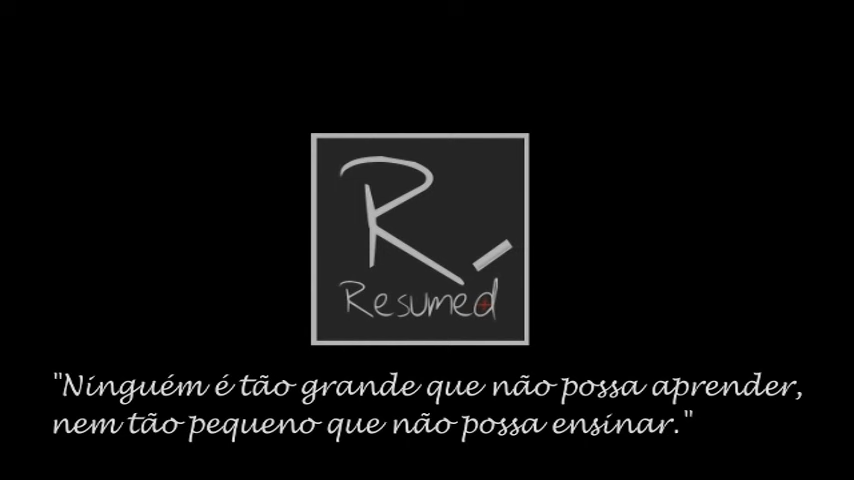 R
Resumed
"Ninguém é tão grande que não possa aprender,
nem tão pequeno que não possa ensinar."